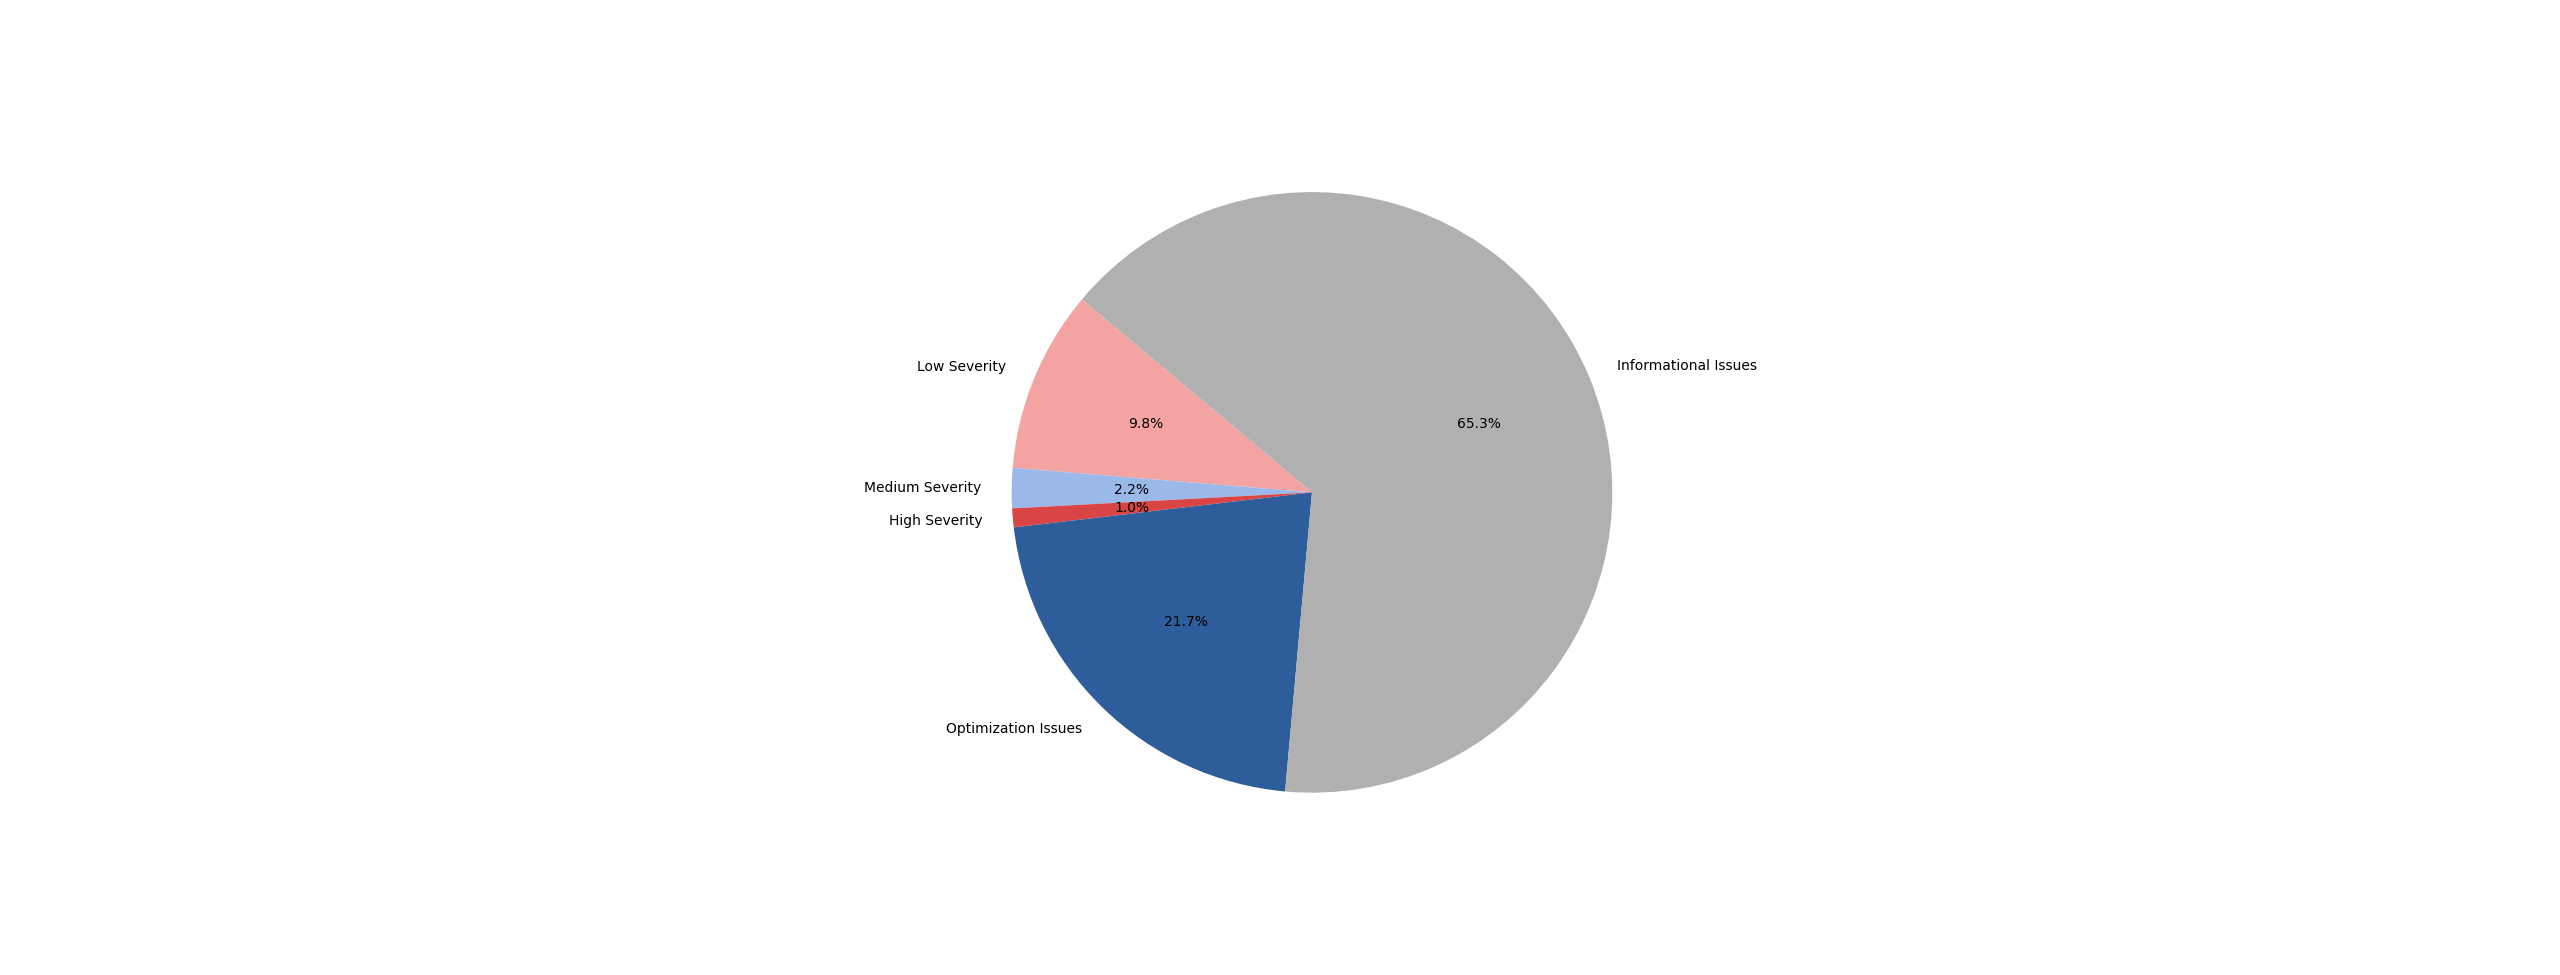 Informational Issues
65.3%
Low Severity
9.8%
Medium Severity
2.2%
High Severity
1.0%
Optimization Issues
21.7%